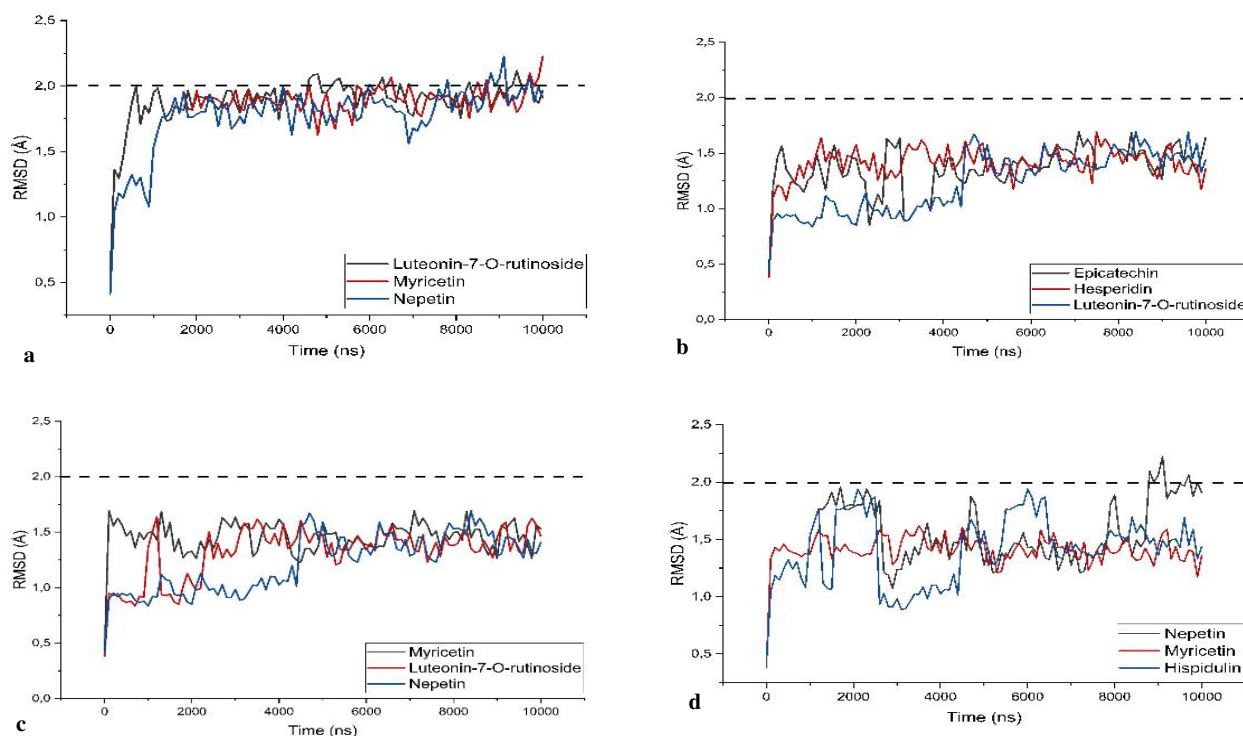 2,5
2,0
1,5
1,0
0,5
RMSD (Å)
0 2000 4000 6000 8000 10000
Time (ns)
Luteonin-7-O-rutinoside
Myricetin
Nepetin
a
2,5
2,0
1,5
1,0
0,5
0,0
RMSD (Å)
0 2000 4000 6000 8000 10000
Time (ns)
Epicatechin
Hesperidin
Luteonin-7-O-rutinoside
b
2,5
2,0
1,5
1,0
0,5
0,0
RMSD (Å)
0 2000 4000 6000 8000 10000
Time (ns)
Myricetin
Luteonin-7-O-rutinoside
Nepetin
c
2,5
2,0
1,5
1,0
0,5
RMSD (Å)
0 2000 4000 6000 8000 10000
Time (ns)
Nepetin
Myricetin
Hispidulin
d